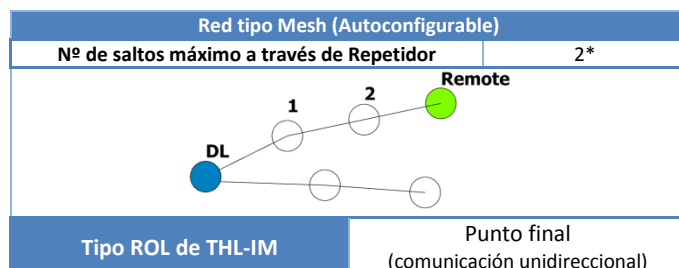 Red tipo Mesh (Autoconfigurable)
Nº de saltos máximo a través de Repetidor 2*
Remote
2
1
DL
Tipo ROL de THL-IM
Punto final
(comunicación unidireccional)